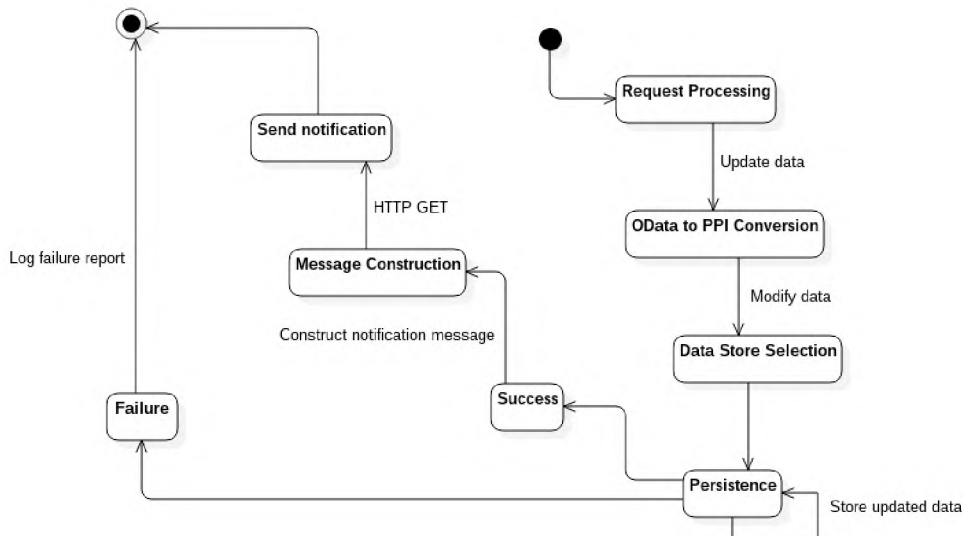 Request Processing
Send notification
Update data
HTTP GET
OData to PPI Conversion
Log failure report
Message Construction
Modify data
Construct notification message
Data Store Selection
Success
Failure
Persistence
Store updated data